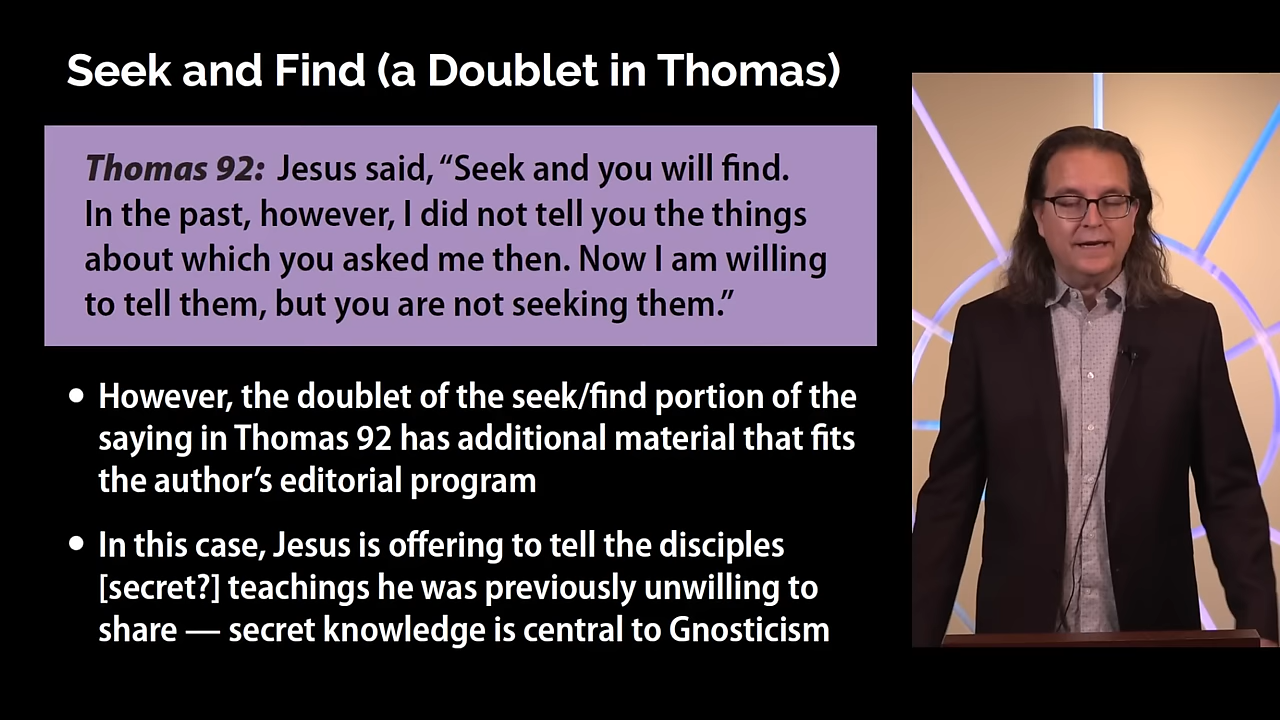 Seek and Find (a Doublet in Thomas)
Thomas 92: Jesus said, “Seek and you will find.
In the past, however, I did not tell you the things
about which you asked me then. Now I am willing
to tell them, but you are not seeking them.”
• However, the doublet of the seek/find portion of the
saying in Thomas 92 has additional material that fits
the author’s editorial program
• In this case, Jesus is offering to tell the disciples
[secret?] teachings he was previously unwilling to
share — secret knowledge is central to Gnosticism